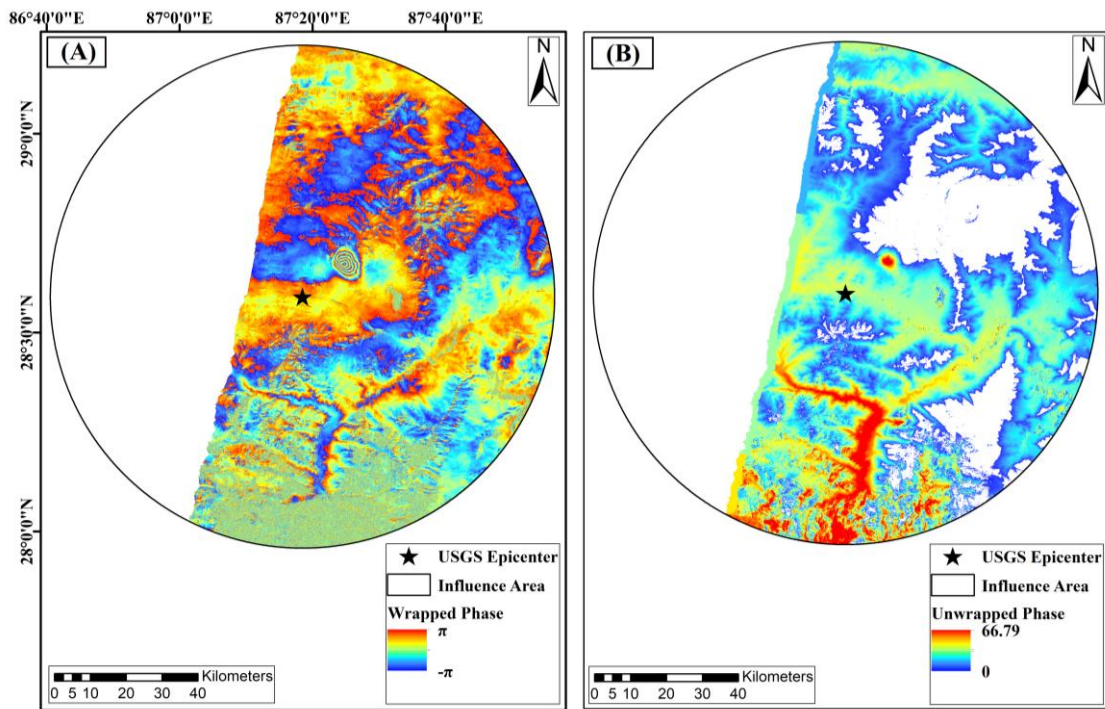 86°40'0"E 87°0'0"E 87°20'0"E 87°40'0"E
(A)
N
29°0'0"N
28°30'0"N
28°0'0"N
USGS Epicenter
Influence Area
Wrapped Phase
π
-π
Kilometers
0 5 10 20 30 40
(B)
N
USGS Epicenter
Influence Area
Unwrapped Phase
66.79
0
Kilometers
0 5 10 20 30 40